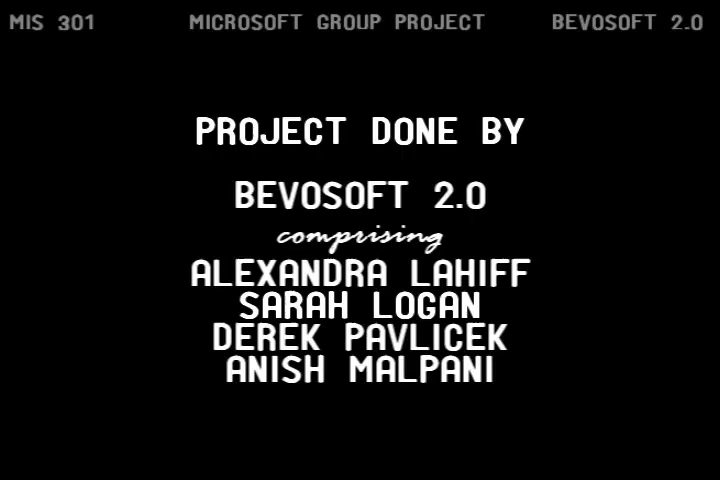 MIS 301 MICROSOFT GROUP PROJECT BEVOSOFT 2.0
PROJECT DONE BY
BEVOSOFT 2.0
comprising
ALEXANDRA LAHIFF
SARAH LOGAN
DEREK PAVLICEK
ANISH MALPANI